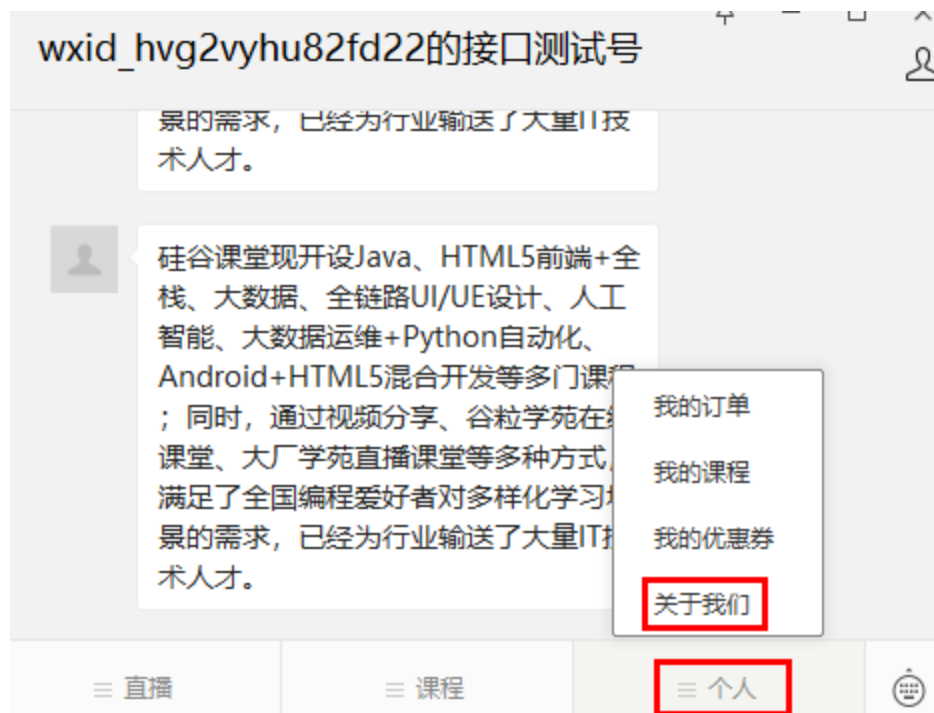 wxid_hvg2vyhu82fd22的接口测试号
景的需求，已经为行业输送了大量IT技
术人才。
硅谷课堂现开设Java、HTML5前端+全
栈、大数据、全链路UI/UE设计、人工
智能、大数据运维+Python自动化、
Android+HTML5混合开发等多门课程
；同时，通过视频分享、谷粒学苑在线
课堂、大厂学苑直播课堂等多种方式，
满足了全国编程爱好者对多样化学习场
景的需求，已经为行业输送了大量IT技
术人才。
我的订单
我的课程
我的优惠券
关于我们
直播
课程
个人